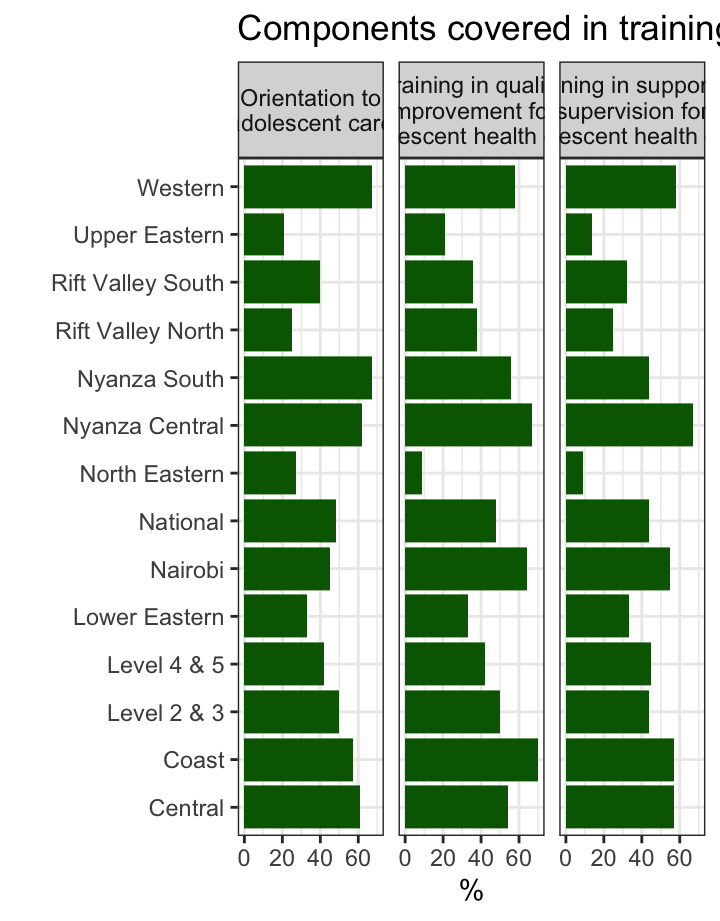 Components covered in training
Orientation to
dolescent care
raining in quali
mprovement fo
escent health
ning in suppor
supervision for
escent health
Western
Upper Eastern
Rift Valley South
Rift Valley North
Nyanza South
Nyanza Central
North Eastern
National
Nairobi
Lower Eastern
Level 4 & 5
Level 2 & 3
Coast
Central
0 20 40 60 0 20 40 60 0 20 40 60
%